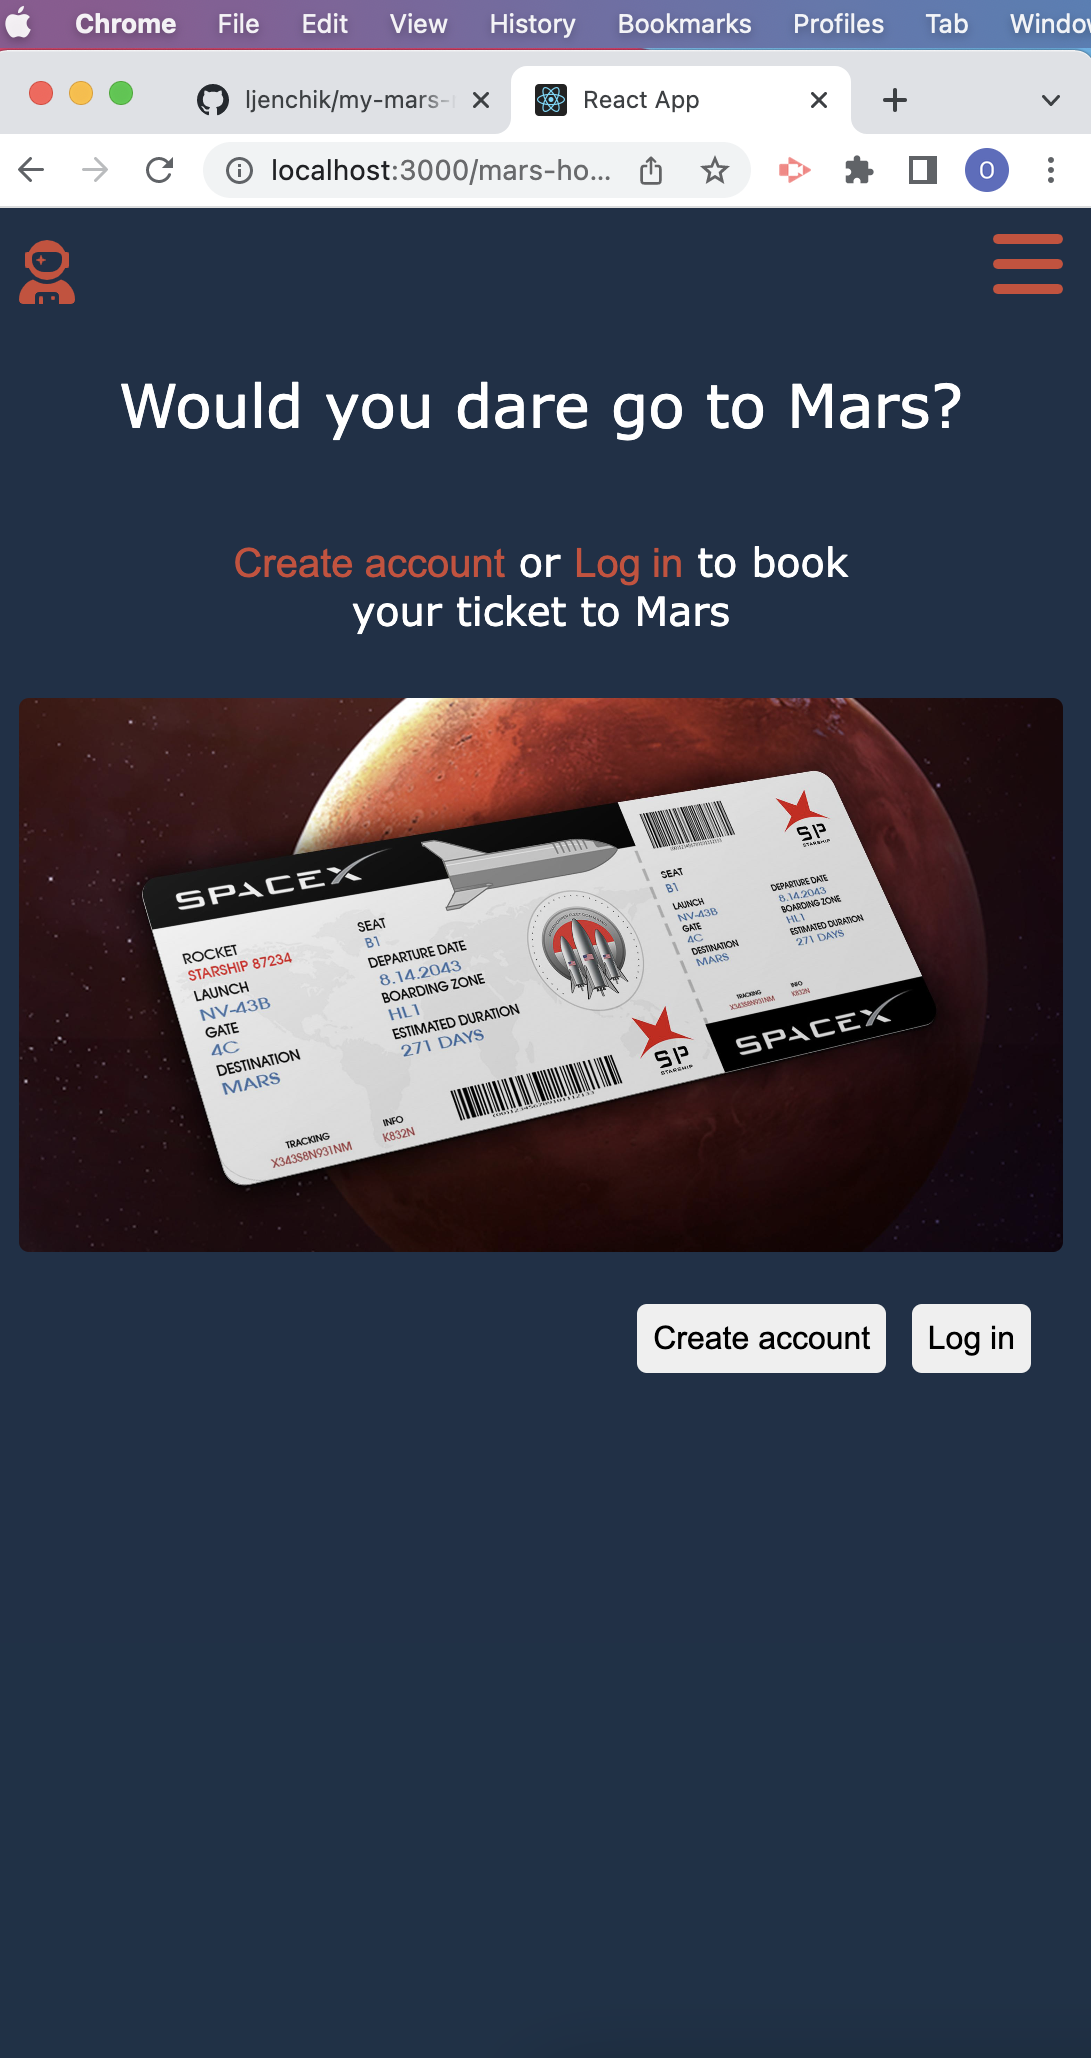 Chrome File Edit View History Bookmarks Profiles Tab Window
ljenchik/my-mars-
React App
localhost:3000/mars-ho...
O
Would you dare go to Mars?
Create account or Log in to book
your ticket to Mars
SPACEX
ROCKET
STARSHIP 87234
LAUNCH
NV-43B
GATE
4C
DESTINATION
MARS
SEAT
B1
DEPARTURE DATE
8.14.2043
BOARDING ZONE
HL1
ESTIMATED DURATION
271 DAYS
TRACKING
X343S8N931NM
INFO
K832N
SP
STARSHIP
SEAT
B1
LAUNCH
NV-43B
GATE
4C
DESTINATION
MARS
SP
STARSHIP
DEPARTURE DATE
8.14.2043
BOARDING ZONE
HL1
ESTIMATED DURATION
271 DAYS
TRACKING
X343S8N931NM
INFO
K832N
SPACEX
Create account
Log in